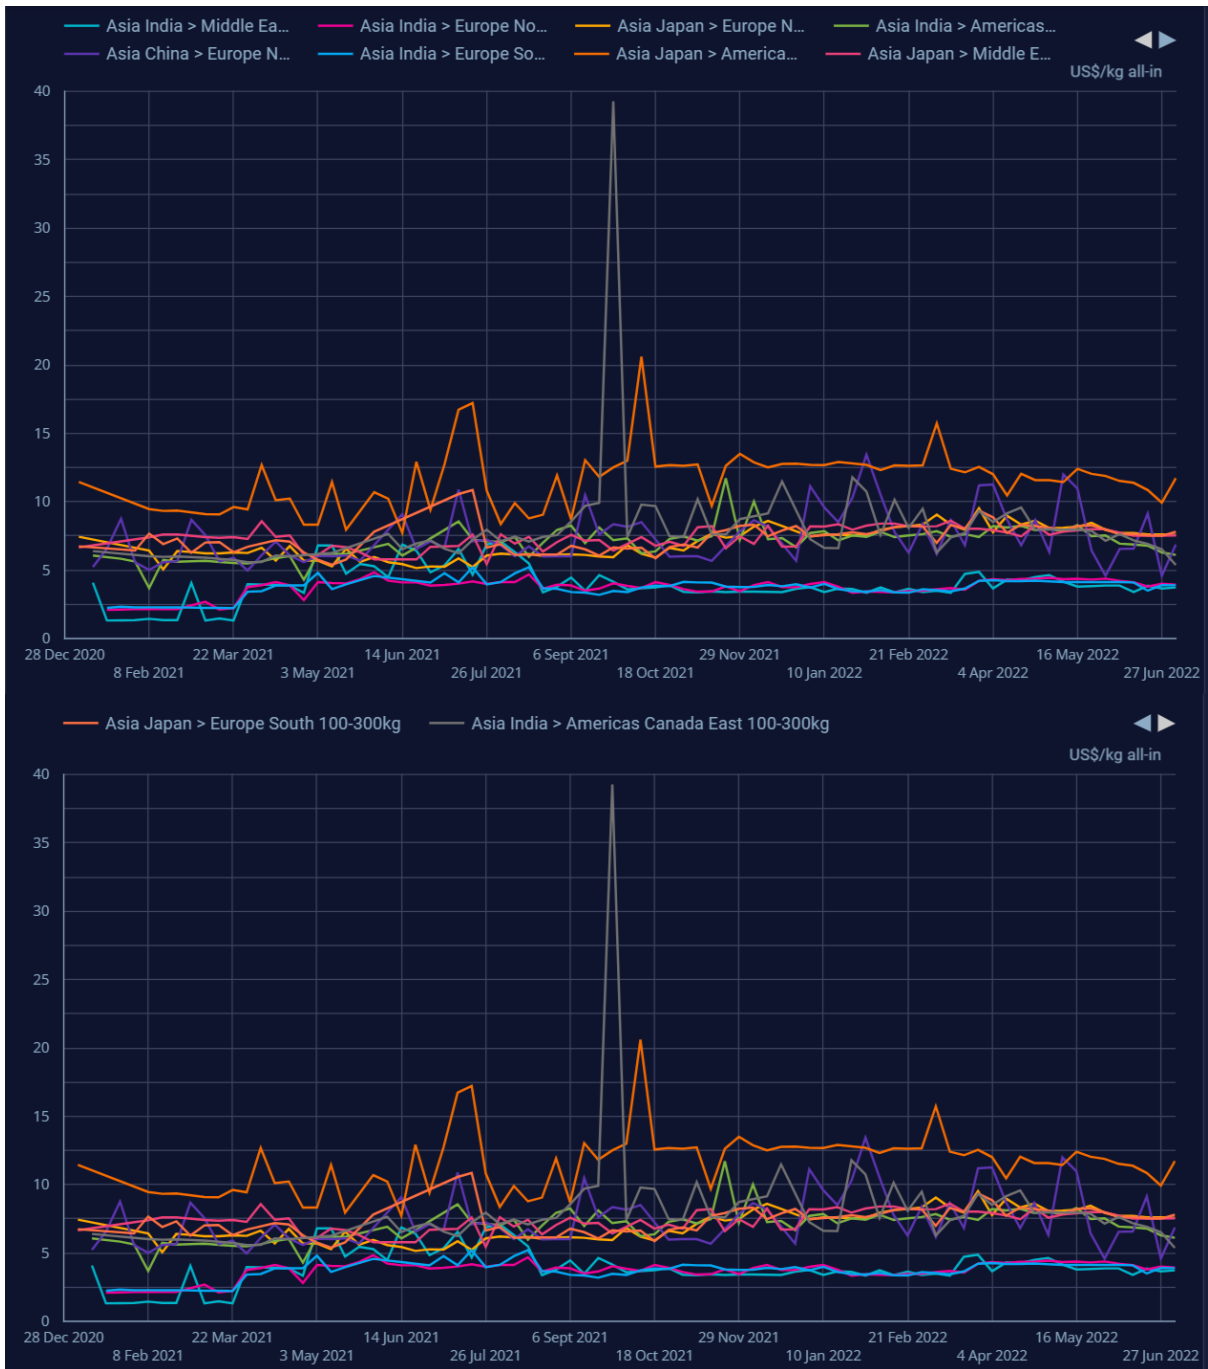 Asia India > Middle Ea... Asia India > Europe No... Asia Japan > Europe N... Asia India > Americas...
Asia China > Europe N... Asia India > Europe So... Asia Japan > America... Asia Japan > Middle E...
US$/kg all-in
40
35
30
25
20
15
10
5
0
28 Dec 2020 22 Mar 2021 14 Jun 2021 6 Sept 2021 29 Nov 2021 21 Feb 2022 16 May 2022
8 Feb 2021 3 May 2021 26 Jul 2021 18 Oct 2021 10 Jan 2022 4 Apr 2022 27 Jun 2022
Asia Japan > Europe South 100-300kg Asia India > Americas Canada East 100-300kg
US$/kg all-in
40
35
30
25
20
15
10
5
0
28 Dec 2020 22 Mar 2021 14 Jun 2021 6 Sept 2021 29 Nov 2021 21 Feb 2022 16 May 2022
8 Feb 2021 3 May 2021 26 Jul 2021 18 Oct 2021 10 Jan 2022 4 Apr 2022 27 Jun 2022